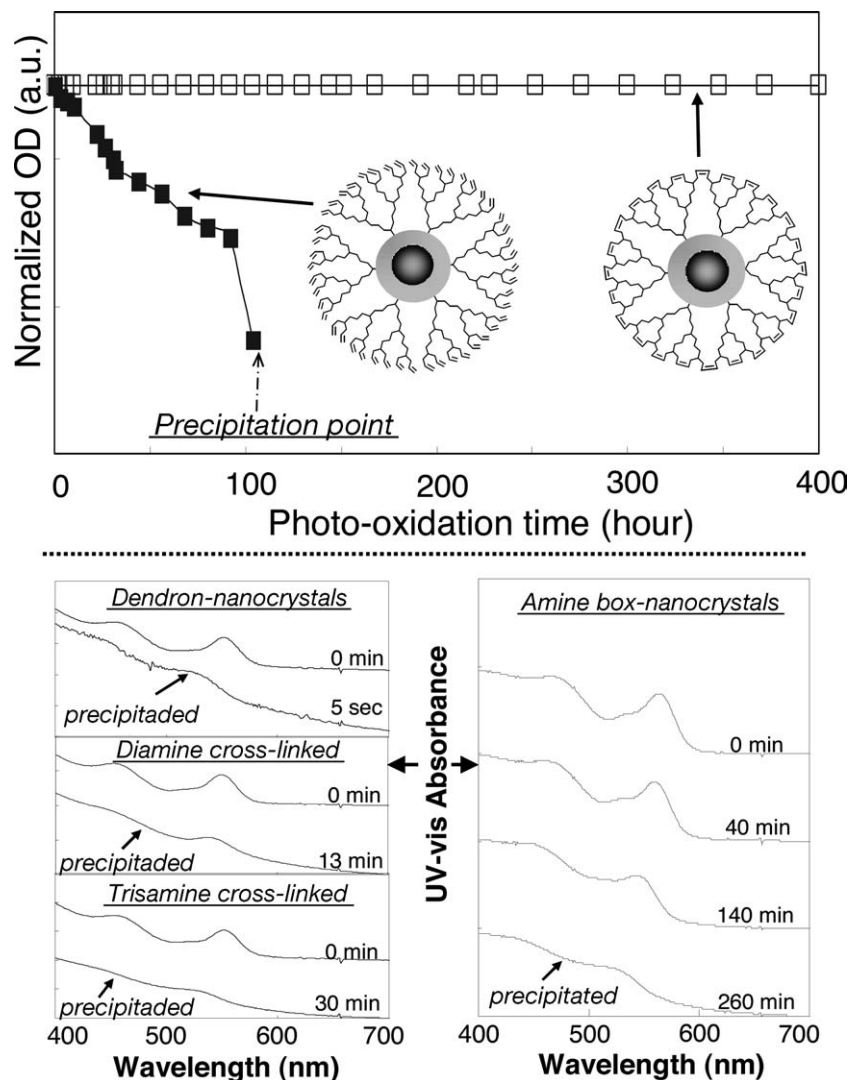 Normalized OD (a.u.)
Precipitation point
0 100 200 300 400
Photo-oxidation time (hour)
Dendron-nanocrystals
0 min
5 sec
precipitaded
Diamine cross-linked
0 min
13 min
precipitaded
Trisamine cross-linked
0 min
30 min
precipitaded
400 500 600 700
Wavelength (nm)
UV-vis Absorbance
Amine box-nanocrystals
0 min
40 min
140 min
260 min
precipitated
400 500 600 700
Wavelength (nm)